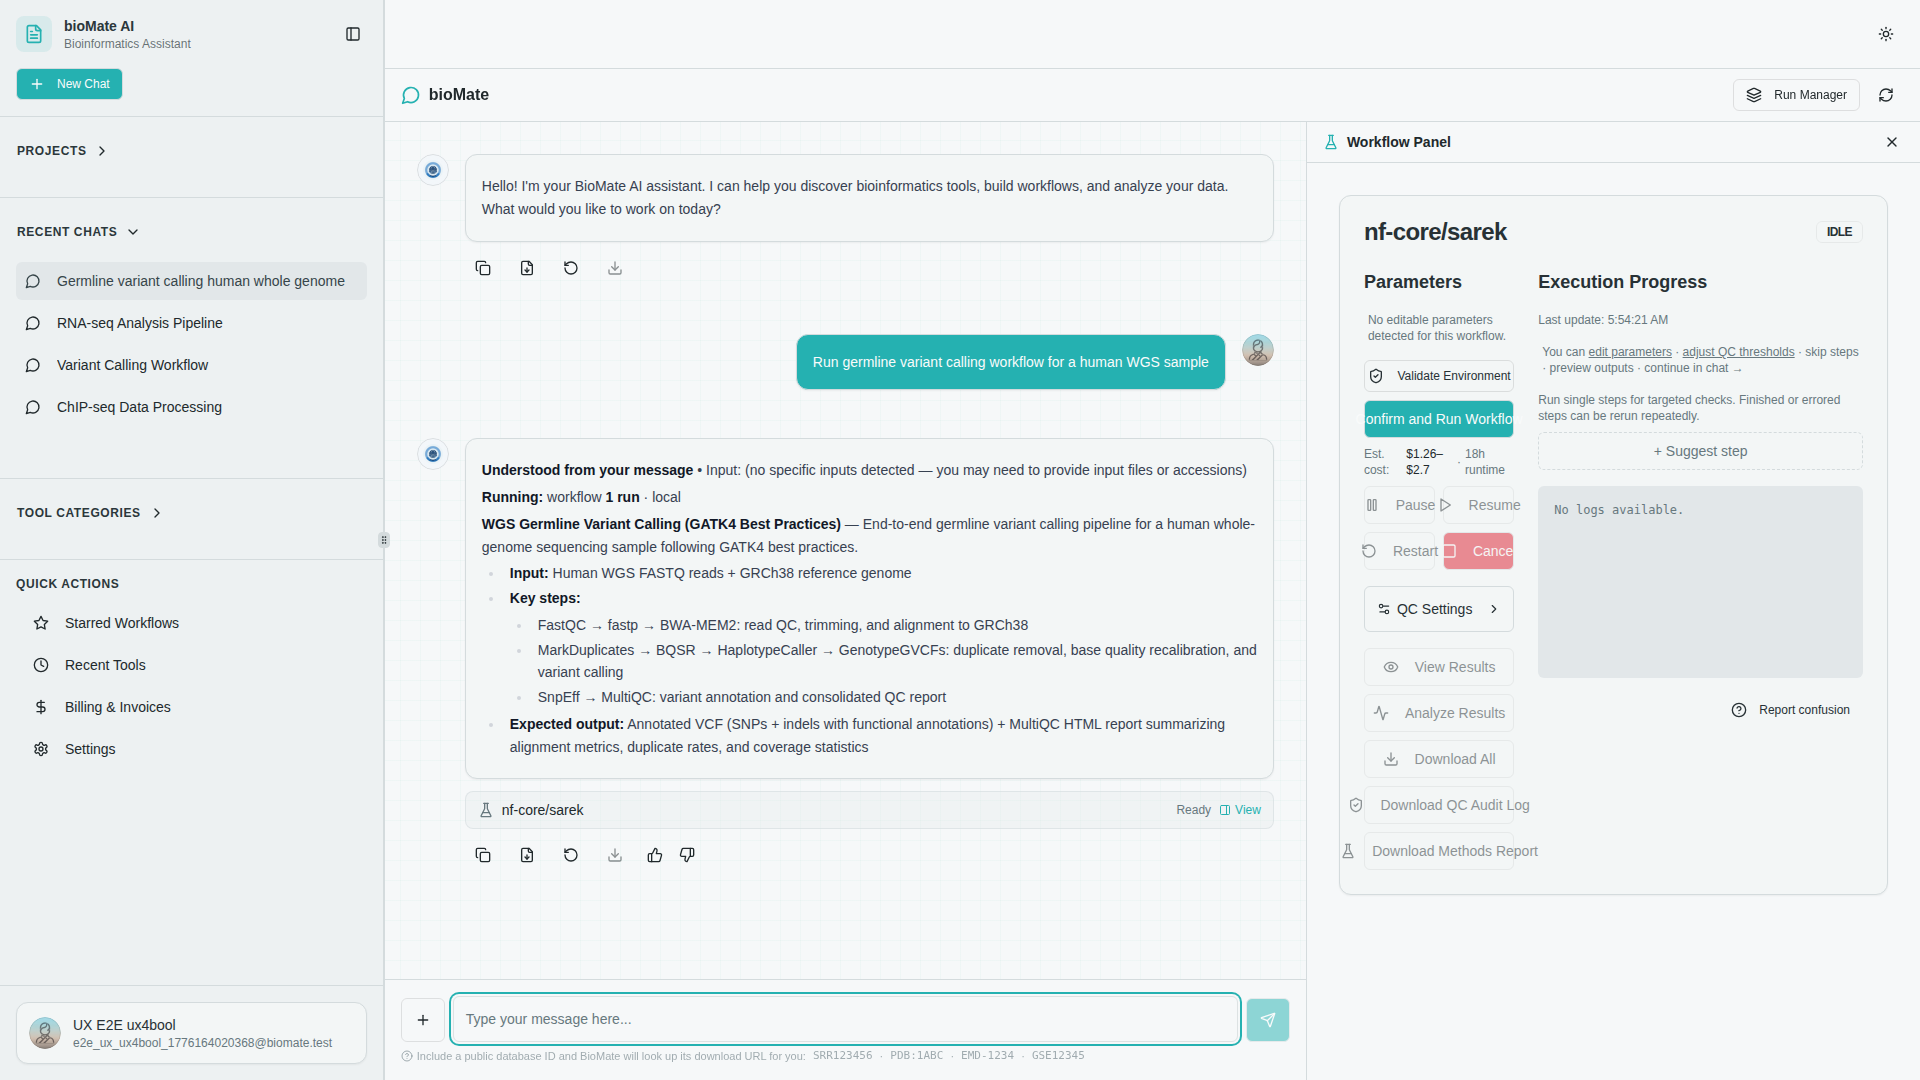 bioMate AI
Bioinformatics Assistant
New Chat
PROJECTS
RECENT CHATS
Germline variant calling human whole genome
RNA-seq Analysis Pipeline
Variant Calling Workflow
ChIP-seq Data Processing
TOOL CATEGORIES
QUICK ACTIONS
Starred Workflows
Recent Tools
Billing & Invoices
Settings
UX E2E ux4bool
e2e_ux_ux4bool_1776164020368@biomate.test
bioMate
Run Manager
Hello! I'm your BioMate AI assistant. I can help you discover bioinformatics tools, build workflows, and analyze your data.
What would you like to work on today?
Run germline variant calling workflow for a human WGS sample
Understood from your message • Input: (no specific inputs detected — you may need to provide input files or accessions)
Running: workflow 1 run · local
WGS Germline Variant Calling (GATK4 Best Practices) — End-to-end germline variant calling pipeline for a human whole-
genome sequencing sample following GATK4 best practices.
Input: Human WGS FASTQ reads + GRCh38 reference genome
Key steps:
FastQC → fastp → BWA-MEM2: read QC, trimming, and alignment to GRCh38
MarkDuplicates → BQSR → HaplotypeCaller → GenotypeGVCFs: duplicate removal, base quality recalibration, and
variant calling
SnpEff → MultiQC: variant annotation and consolidated QC report
Expected output: Annotated VCF (SNPs + indels with functional annotations) + MultiQC HTML report summarizing
alignment metrics, duplicate rates, and coverage statistics
nf-core/sarek
Ready View
Type your message here...
Include a public database ID and BioMate will look up its download URL for you: SRR123456 · PDB:1ABC · EMD-1234 · GSE12345
Workflow Panel
nf-core/sarek
IDLE
Parameters
No editable parameters
detected for this workflow.
Validate Environment
onfirm and Run Workflo
Est.
cost:
$1.26–
$2.7
·
18h
runtime
Pause
Resume
Restart
Cance
QC Settings
View Results
Analyze Results
Download All
Download QC Audit Log
Download Methods Report
Execution Progress
Last update: 5:54:21 AM
You can edit parameters · adjust QC thresholds · skip steps
· preview outputs · continue in chat →
Run single steps for targeted checks. Finished or errored
steps can be rerun repeatedly.
+ Suggest step
No logs available.
Report confusion